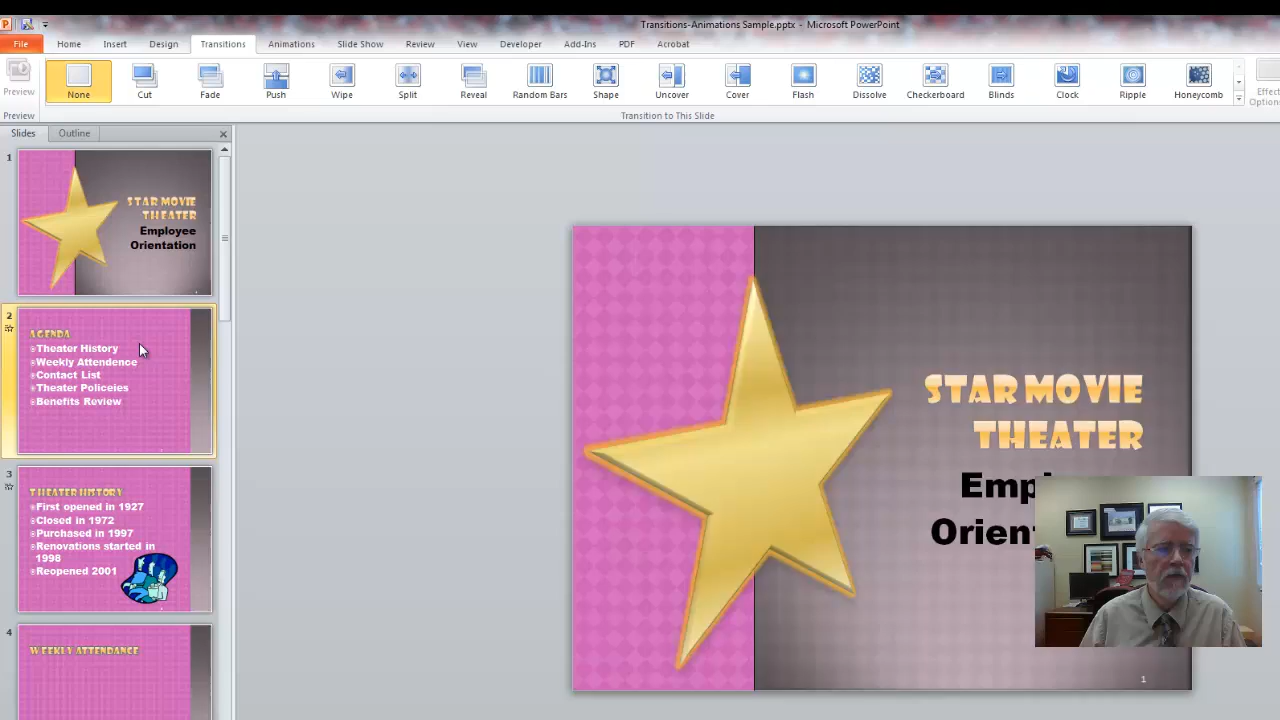 Transitions-Animations Sample.pptx - Microsoft PowerPoint
File Home Insert Design Transitions Animations Slide Show Review View Developer Add-Ins PDF Acrobat
Preview None Cut Fade Push Wipe Split Reveal Random Bars Shape Uncover Cover Flash Dissolve Checkerboard Blinds Clock Ripple Honeycomb Effect
Options
Preview Transition to This Slide
Slides Outline
1
STAR MOVIE
THEATER
Employee
Orientation
2
AGENDA
Theater History
Weekly Attendence
Contact List
Theater Policeies
Benefits Review
3
THEATER HISTORY
First opened in 1927
Closed in 1972
Purchased in 1997
Renovations started in
1998
Reopened 2001
4
WEEKLY ATTENDANCE
STAR MOVIE
THEATER
Emp
Orien
1